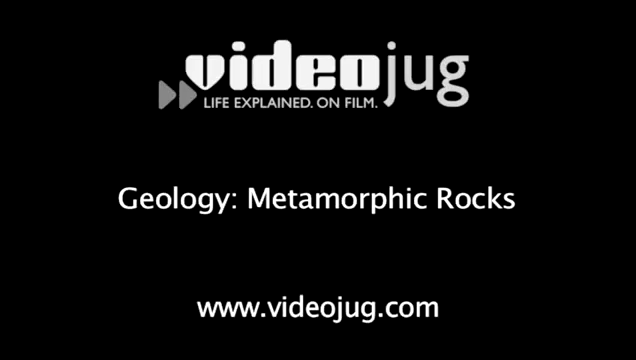 videojug
LIFE EXPLAINED. ON FILM.
Geology: Metamorphic Rocks
www.videojug.com